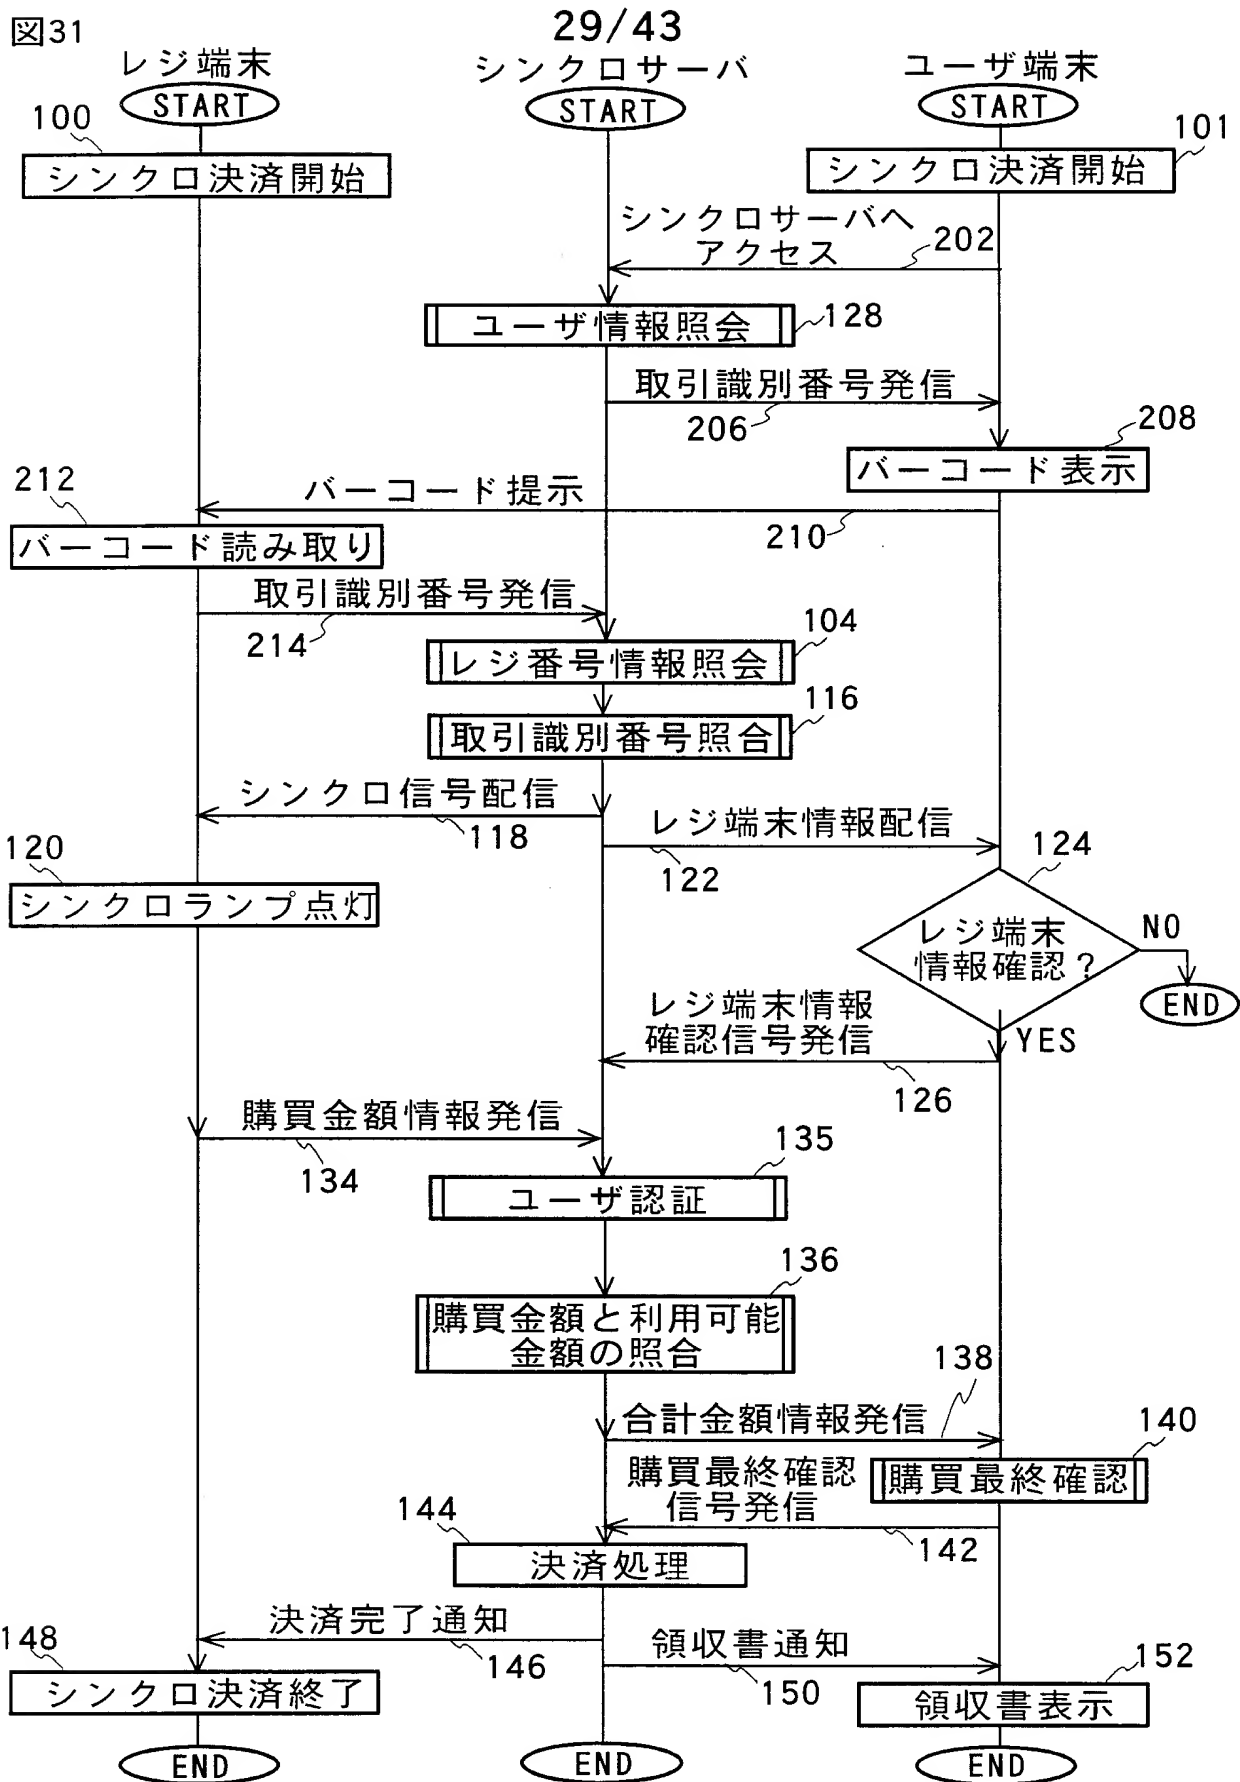 図31
29/43
レジ端末
シンクロサーバ
ユーザ端末
START
START
START
100
シンクロ決済開始
101
シンクロ決済開始
シンクロサーバへ
アクセス
202
ユーザ情報照会
128
取引識別番号発信
206
208
バーコード表示
バーコード提示
210
212
バーコード読み取り
取引識別番号発信
214
104
レジ番号情報照会
116
取引識別番号照合
シンクロ信号配信
118
レジ端末情報配信
122
120
シンクロランプ点灯
124
レジ端末
情報確認?
NO
END
YES
レジ端末情報
確認信号発信
126
購買金額情報発信
134
135
ユーザ認証
136
購買金額と利用可能
金額の照合
138
合計金額情報発信
140
購買最終確認
購買最終確認
信号発信
142
144
決済処理
決済完了通知
146
領収書通知
150
148
シンクロ決済終了
152
領収書表示
END
END
END